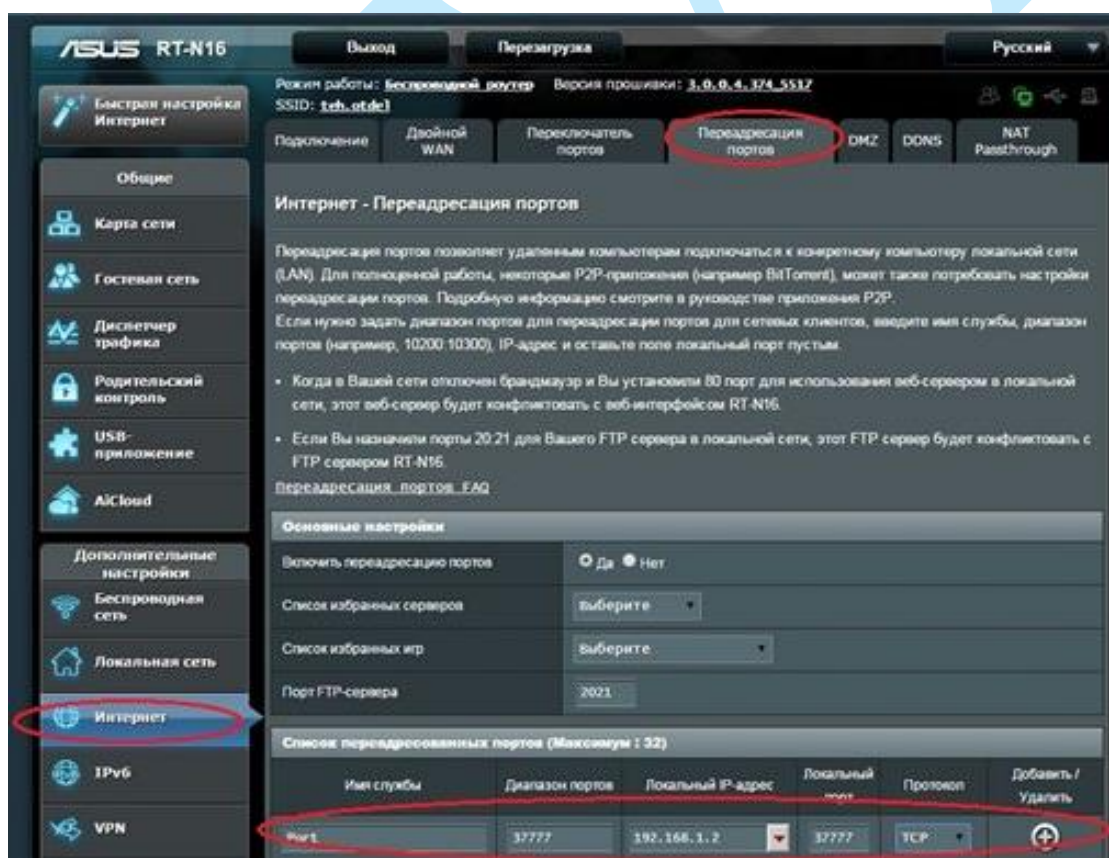 ASUS RT-N16
Выход
Перезагрузка
Русский
Режим работы: Беспроводной роутер Версия прошивки: 3.0.0.4.374_5517
SSID: teh.otdel
Быстрая настройка
Интернет
Подключение
Двойной
WAN
Переключатель
портов
Переадресация
портов
DMZ
DDNS
NAT
Passthrough
Общие
Карта сети
Гостевая сеть
Диспетчер
трафика
Родительский
контроль
USB-
приложение
AiCloud
Дополнительные
настройки
Беспроводная
сеть
Локальная сеть
Интернет
IPv6
VPN
Интернет - Переадресация портов
Переадресация портов позволяет удаленным компьютерам подключаться к конкретному компьютеру локальной сети
(LAN). Для полноценной работы, некоторые P2P-приложения (например BitTorrent), может также потребовать настройки
переадресации портов. Подробную информацию смотрите в руководстве приложения P2P.
Если нужно задать диапазон портов для переадресации портов для сетевых клиентов, введите имя службы, диапазон
портов (например, 10200:10300), IP-адрес и оставьте поле локальный порт пустым.
• Когда в Вашей сети отключен брандмауэр и Вы установили 80 порт для использования веб-сервером в локальной
сети, этот веб-сервер будет конфликтовать с веб-интерфейсом RT-N16.
• Если Вы назначили порты 20:21 для Вашего FTP сервера в локальной сети, этот FTP сервер будет конфликтовать с
FTP сервером RT-N16.
Переадресация портов FAQ
Основные настройки
Включить переадресацию портов
Да Нет
Список избранных серверов
Выберите
Список избранных игр
Выберите
Порт FTP-сервера
2021
Список переадресованных портов (Максимум : 32)
Имя службы
Диапазон портов
Локальный IP-адрес
Локальный
порт
Протокол
Добавить /
Удалить
Port
37777
192.168.1.2
37777
TCP